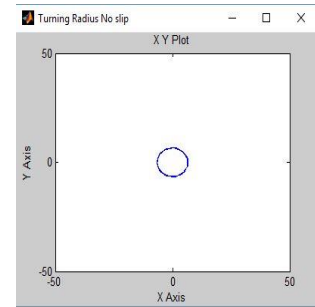 Turning Radius No slip
X Y Plot
50
Y Axis
0
-50
-50 0 50
X Axis